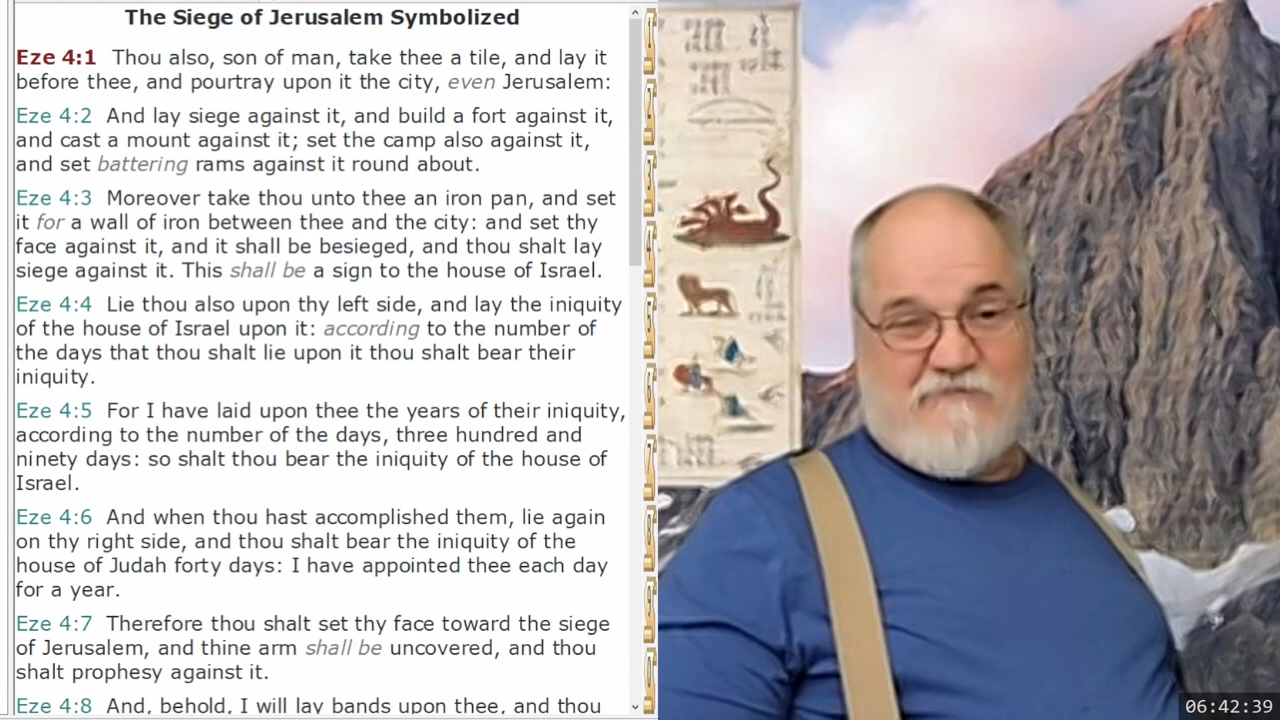 The Siege of Jerusalem Symbolized
Eze 4:1 Thou also, son of man, take thee a tile, and lay it
before thee, and pourtray upon it the city, even Jerusalem:
Eze 4:2 And lay siege against it, and build a fort against it,
and cast a mount against it; set the camp also against it,
and set battering rams against it round about.
Eze 4:3 Moreover take thou unto thee an iron pan, and set
it for a wall of iron between thee and the city: and set thy
face against it, and it shall be besieged, and thou shalt lay
siege against it. This shall be a sign to the house of Israel.
Eze 4:4 Lie thou also upon thy left side, and lay the iniquity
of the house of Israel upon it: according to the number of
the days that thou shalt lie upon it thou shalt bear their
iniquity.
Eze 4:5 For I have laid upon thee the years of their iniquity,
according to the number of the days, three hundred and
ninety days: so shalt thou bear the iniquity of the house of
Israel.
Eze 4:6 And when thou hast accomplished them, lie again
on thy right side, and thou shalt bear the iniquity of the
house of Judah forty days: I have appointed thee each day
for a year.
Eze 4:7 Therefore thou shalt set thy face toward the siege
of Jerusalem, and thine arm shall be uncovered, and thou
shalt prophesy against it.
Eze 4:8 And, behold, I will lay bands upon thee, and thou
06:42:39